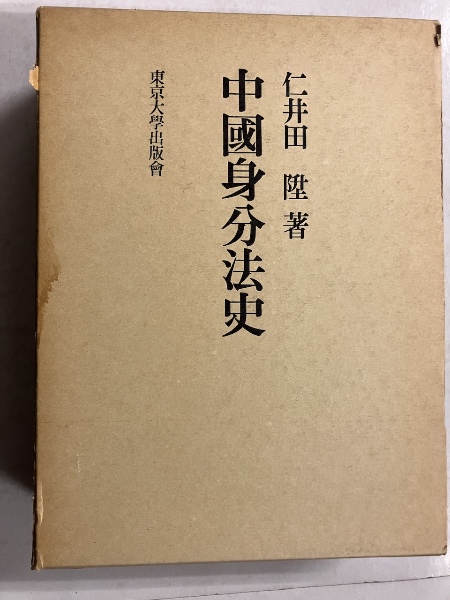 仁井田 陞 著
中國身分法史
東京大學出版會